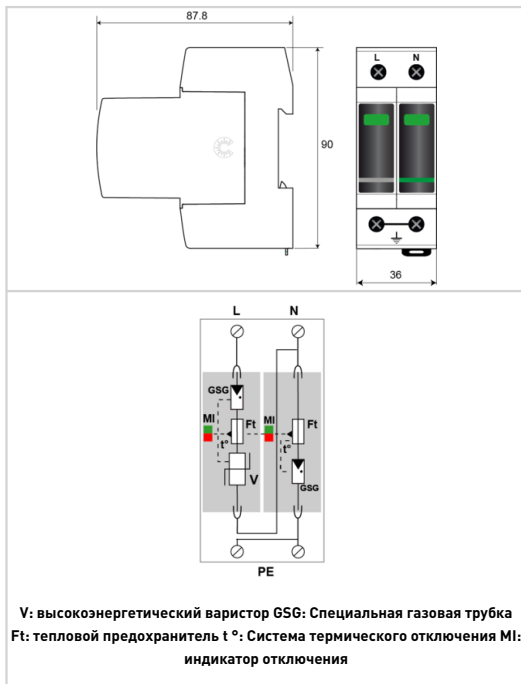 87.8
L N
90
36
L N
GSG
MI Ft MI Ft
t° t°
V GSG
PE
V: высокоэнергетический варистор GSG: Специальная газовая трубка
Ft: тепловой предохранитель t °: Система термического отключения MI:
индикатор отключения